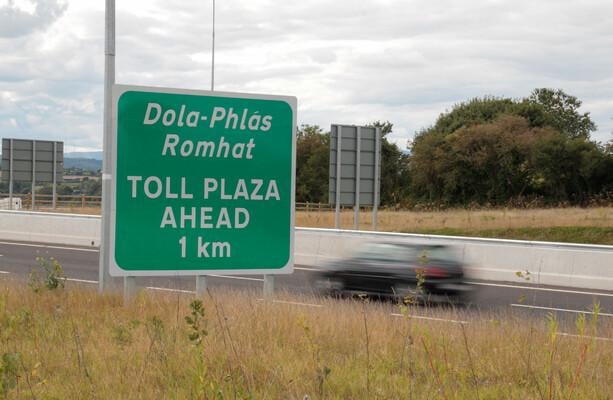 Dola-Phlás
Romhat
TOLL PLAZA
AHEAD
1 km